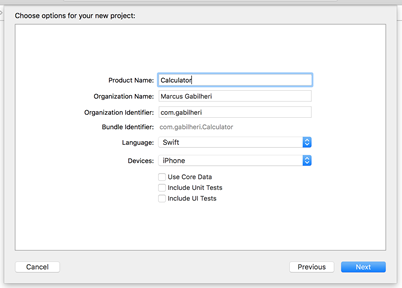 Choose options for your new project:
Product Name: Calculator
Organization Name: Marcus Gabilheri
Organization Identifier: com.gabilheri
Bundle Identifier: com.gabilheri.Calculator
Language: Swift
Devices: iPhone
Use Core Data
Include Unit Tests
Include UI Tests
Cancel Previous Next